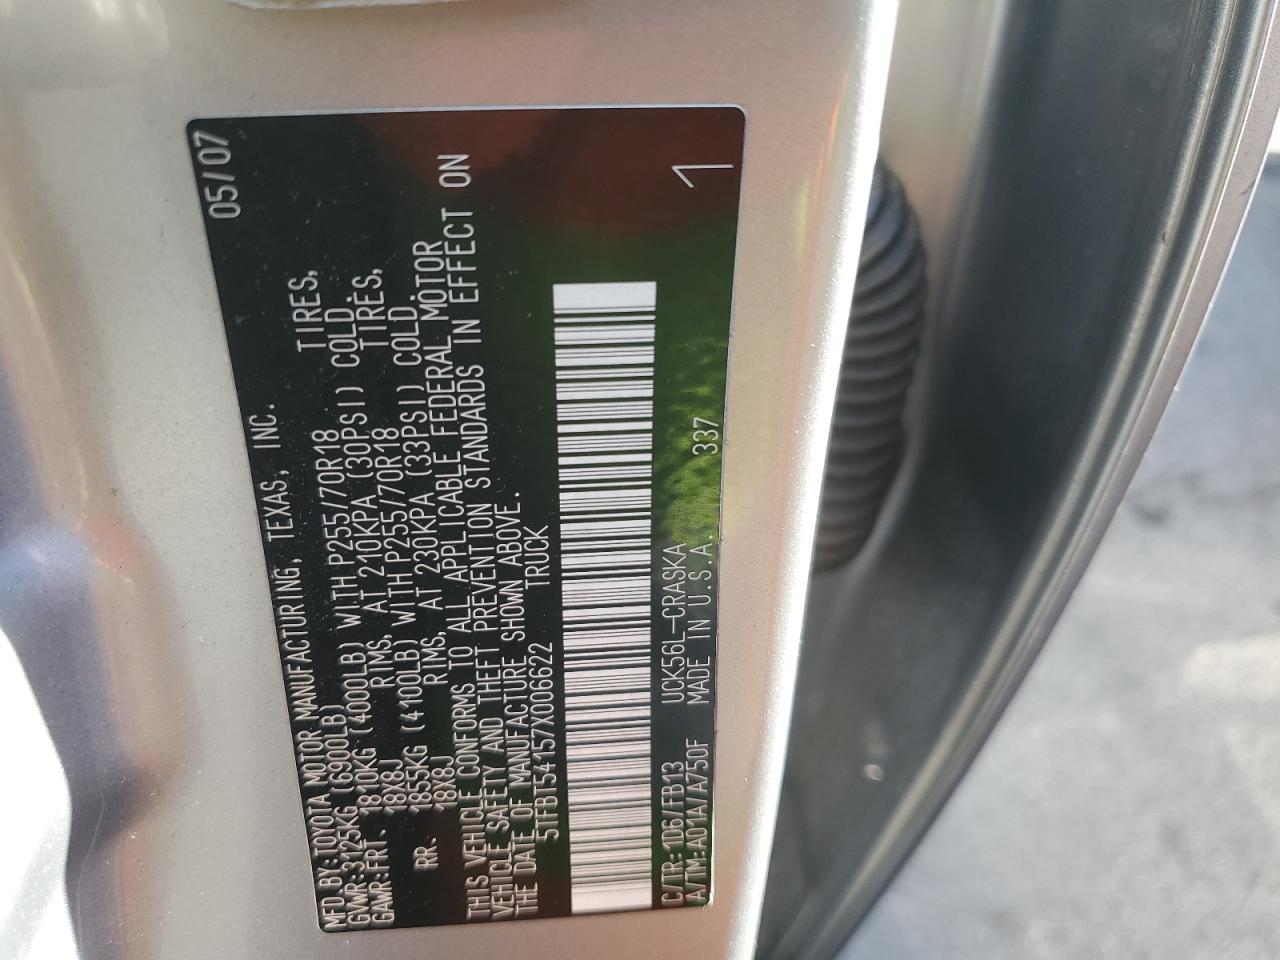 MFD BY: TOYOTA MOTOR MANUFACTURING, TEXAS, INC. 05/07
GVWR: 3125KG (6900LB)
GAWR: FRT. 1810KG (4000LB) WITH P255/70R18 TIRES,
18X8J RIMS, AT 210KPA (30PSI) COLD.
RR. 1855KG (4100LB) WITH P255/70R18 TIRES,
18X8J RIMS, AT 230KPA (33PSI) COLD.
THIS VEHICLE CONFORMS TO ALL APPLICABLE FEDERAL MOTOR
VEHICLE SAFETY AND THEFT PREVENTION STANDARDS IN EFFECT ON
THE DATE OF MANUFACTURE SHOWN ABOVE.
5TFBT54157X006622 TRUCK
C/TR: 1D6/FB13 UCK56L-CRASKA
A/TM: A01A/A750F MADE IN U.S.A. 337 1